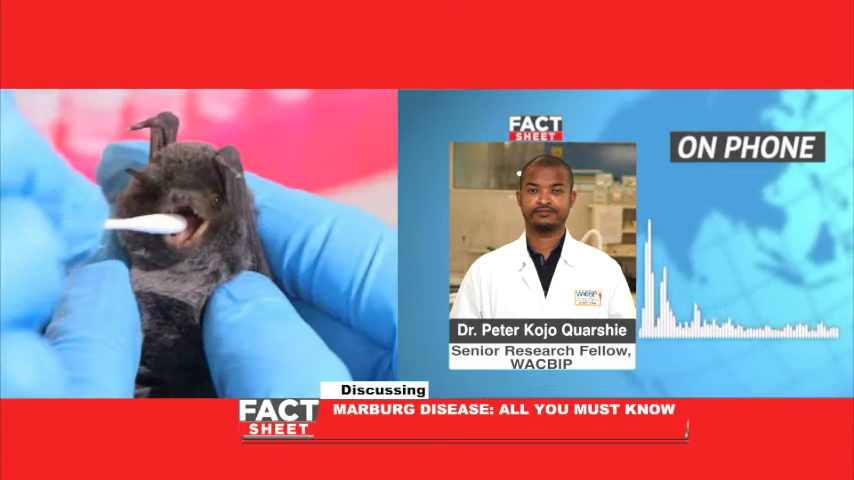 FACT
SHEET
ON PHONE
WACBIP
Dr. Peter Kojo Quarshie
Senior Research Fellow,
WACBIP
Discussing
FACT
SHEET
MARBURG DISEASE: ALL YOU MUST KNOW